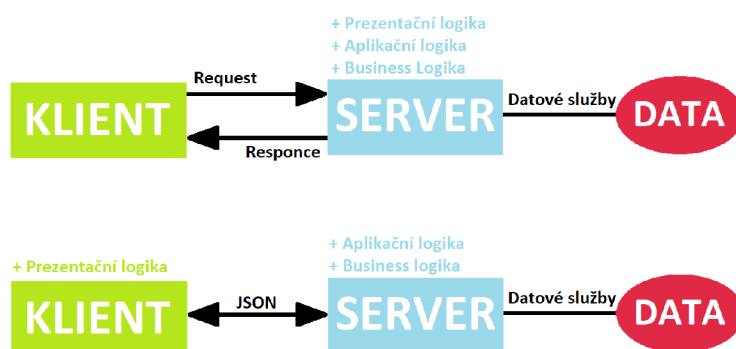 + Prezentační logika
+ Aplikační logika
+ Business Logika
Request
KLIENT
SERVER
Datové služby
DATA
Responce
+ Aplikační logika
+ Prezentační logika
+ Business logika
KLIENT
JSON
SERVER
Datové služby
DATA